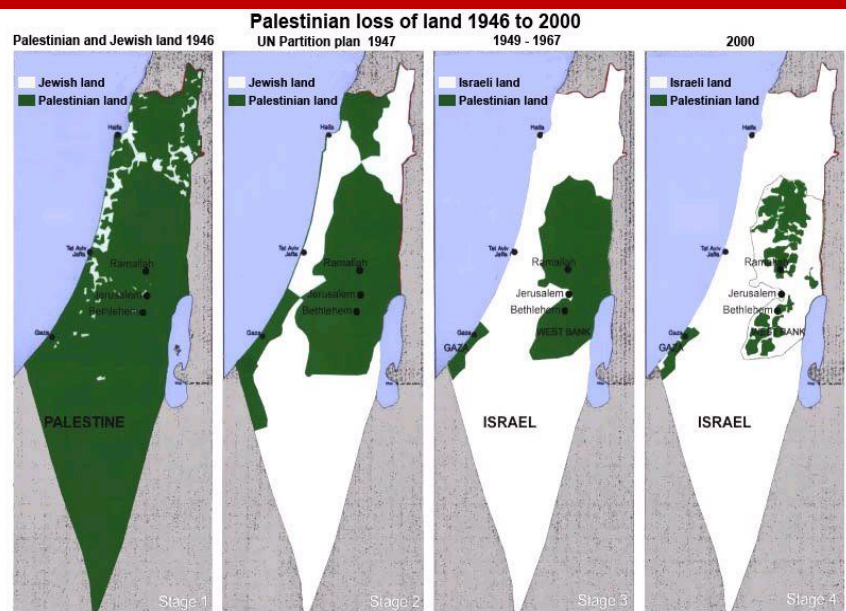 Palestinian loss of land 1946 to 2000
Palestinian and Jewish land 1946
Jewish land
Palestinian land
Haifa
Tel Aviv
Jaffa
Ramallah
Jerusalem
Bethlehem
Gaza
PALESTINE
Stage 1
UN Partition plan 1947
Jewish land
Palestinian land
Haifa
Tel Aviv
Jaffa
Ramallah
Jerusalem
Bethlehem
Gaza
Stage 2
1949 - 1967
Israeli land
Palestinian land
Haifa
Tel Aviv
Jaffa
Ramallah
Jerusalem
Bethlehem
Gaza
GAZA
WEST BANK
ISRAEL
Stage 3
2000
Israeli land
Palestinian land
Haifa
Tel Aviv
Jaffa
Ramallah
Jerusalem
Bethlehem
Gaza
GAZA
WEST BANK
ISRAEL
Stage 4